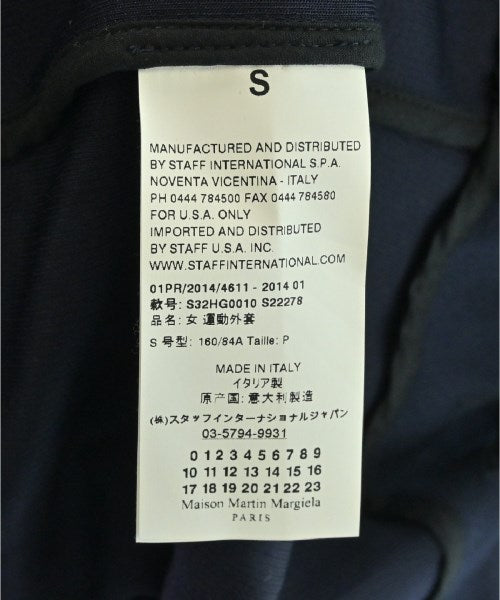 S
MANUFACTURED AND DISTRIBUTED
BY STAFF INTERNATIONAL S.P.A.
NOVENTA VICENTINA - ITALY
PH 0444 784500 FAX 0444 784580
FOR U.S.A. ONLY
IMPORTED AND DISTRIBUTED
BY STAFF U.S.A. INC.
WWW.STAFFINTERNATIONAL.COM
01PR/2014/4611 - 2014 01
款号: S32HG0010 S22278
品名: 女 運動外套
S 号型: 160/84A Taille: P
MADE IN ITALY
イタリア製
原产国: 意大利製造
(株)スタッフインターナショナルジャパン
03-5794-9931
0 1 2 3 4 5 6 7 8 9
10 11 12 13 14 15 16
17 18 19 20 21 22 23
Maison Martin Margiela
PARIS